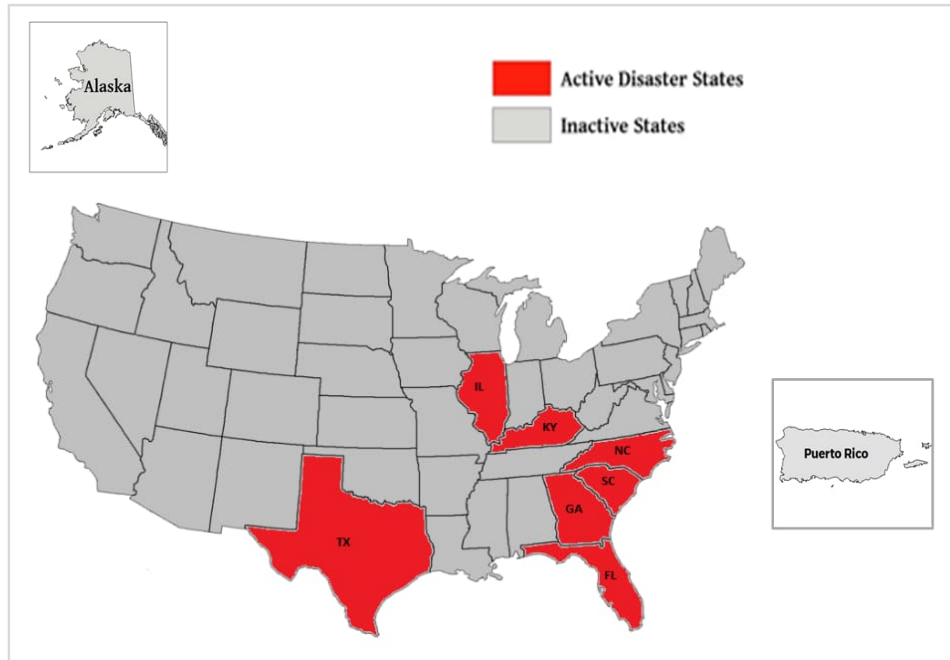 Alaska
Active Disaster States
Inactive States
IL
KY
NC
SC
GA
TX
FL
Puerto Rico